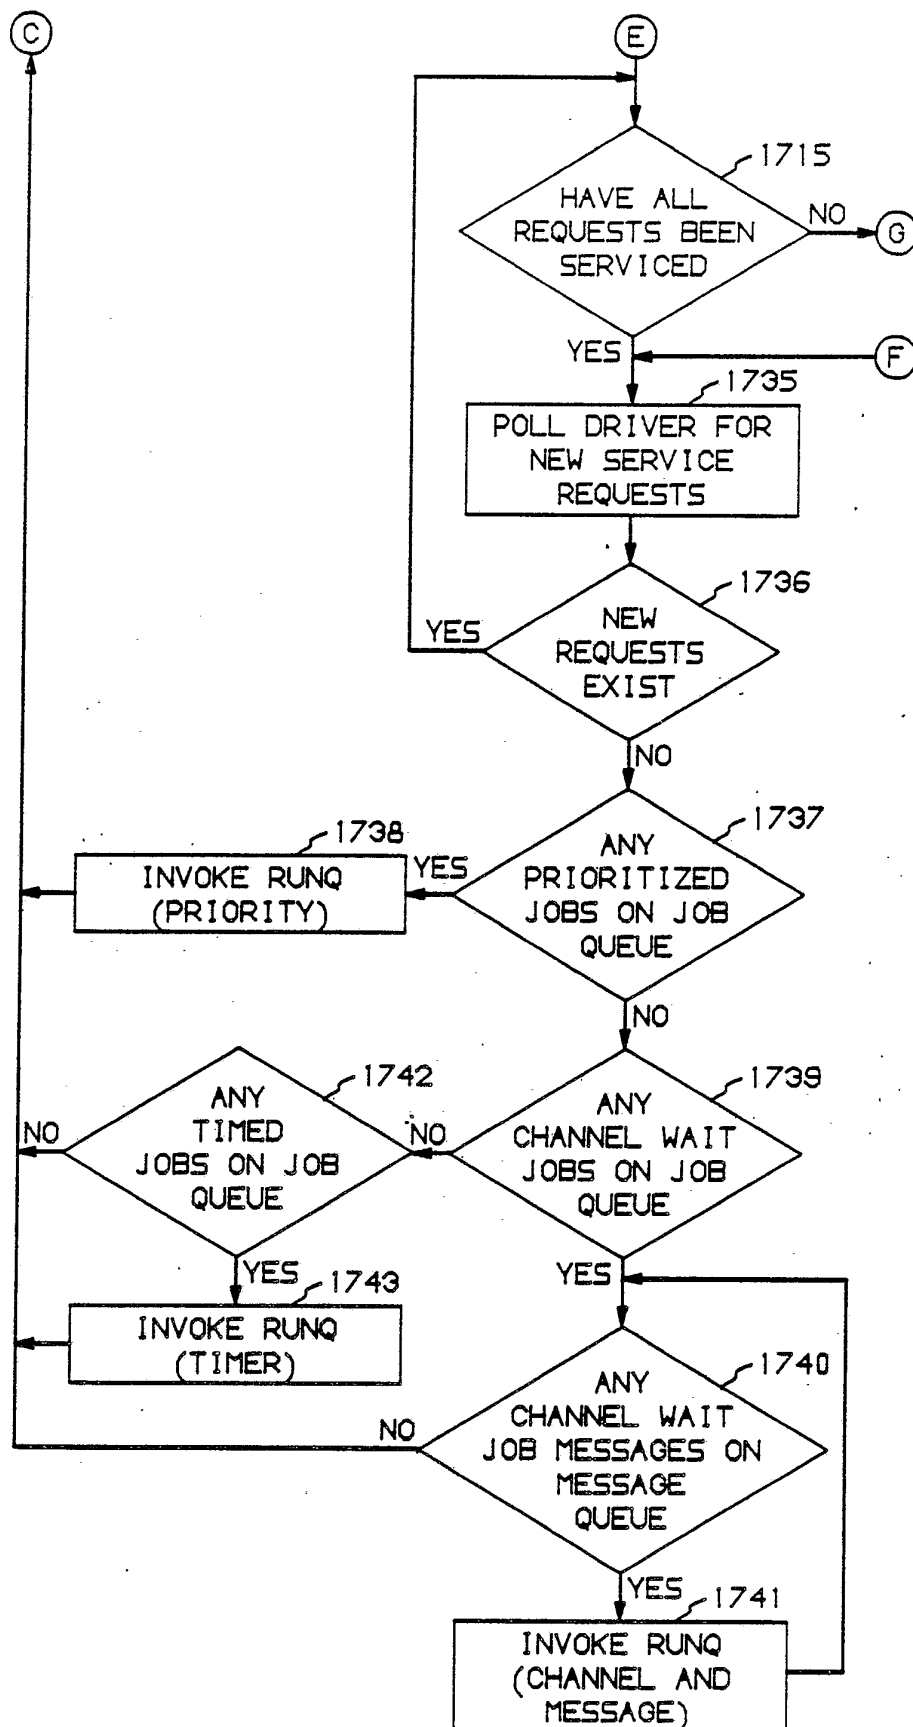 C
E
1715
HAVE ALL
REQUESTS BEEN
SERVICED
NO
G
YES
F
1735
POLL DRIVER FOR
NEW SERVICE
REQUESTS
1736
YES
NEW
REQUESTS
EXIST
NO
1737
1738
ANY
PRIORITIZED
JOBS ON JOB
QUEUE
YES
INVOKE RUNQ
(PRIORITY)
NO
1739
ANY
CHANNEL WAIT
JOBS ON JOB
QUEUE
NO
1742
ANY
TIMED
JOBS ON JOB
QUEUE
NO
YES
1743
INVOKE RUNQ
(TIMER)
YES
1740
ANY
CHANNEL WAIT
JOB MESSAGES ON
MESSAGE
QUEUE
NO
YES
1741
INVOKE RUNQ
(CHANNEL AND
MESSAGE)